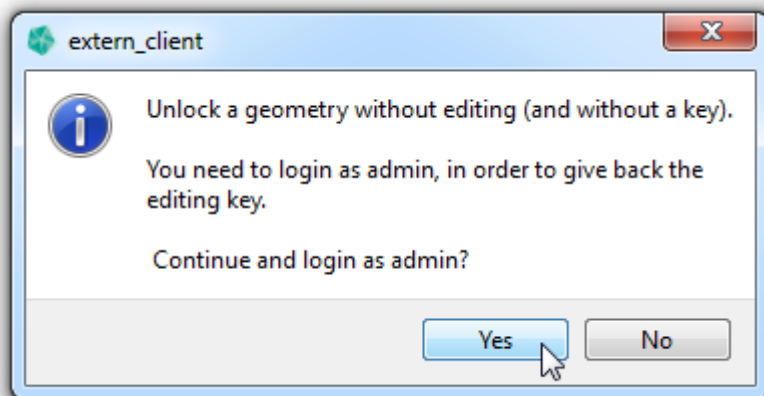 extern_client
Unlock a geometry without editing (and without a key).
You need to login as admin, in order to give back the
editing key.
Continue and login as admin?
Yes No